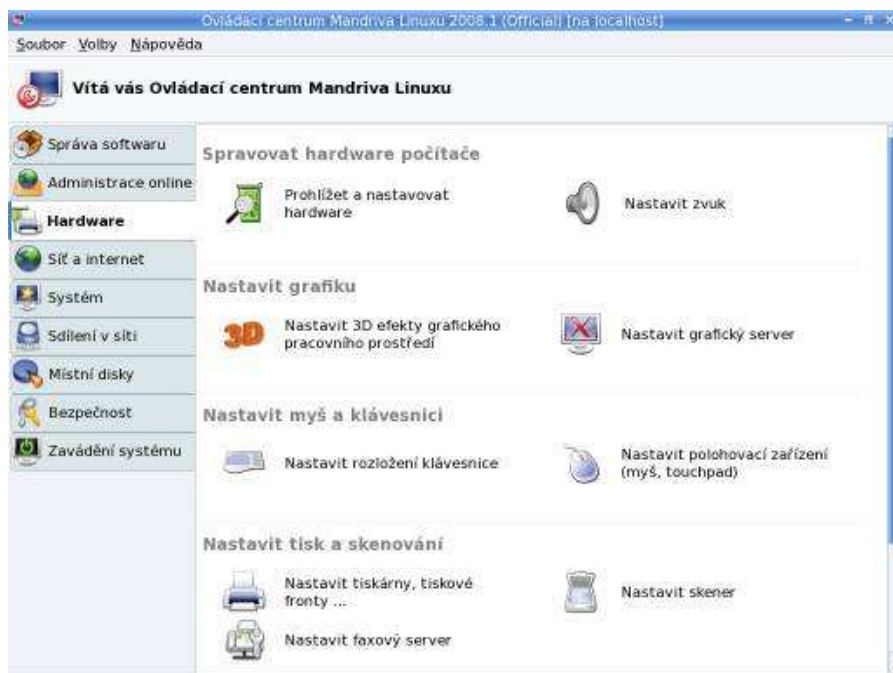 Ovládací centrum Mandriva Linuxu 2008.1 (Official) [na localhost]
Soubor Volby Nápověda
Vítá vás Ovládací centrum Mandriva Linuxu
Správa softwaru
Administrace online
Hardware
Síť a internet
Systém
Sdílení v síti
Místní disky
Bezpečnost
Zavádění systému
Spravovat hardware počítače
Prohlížet a nastavovat
hardware
Nastavit zvuk
Nastavit grafiku
3D
Nastavit 3D efekty grafického
pracovního prostředí
Nastavit grafický server
Nastavit myš a klávesnici
Nastavit rozložení klávesnice
Nastavit polohovací zařízení
(myš, touchpad)
Nastavit tisk a skenování
Nastavit tiskárny, tiskové
fronty ...
Nastavit skener
Nastavit faxový server